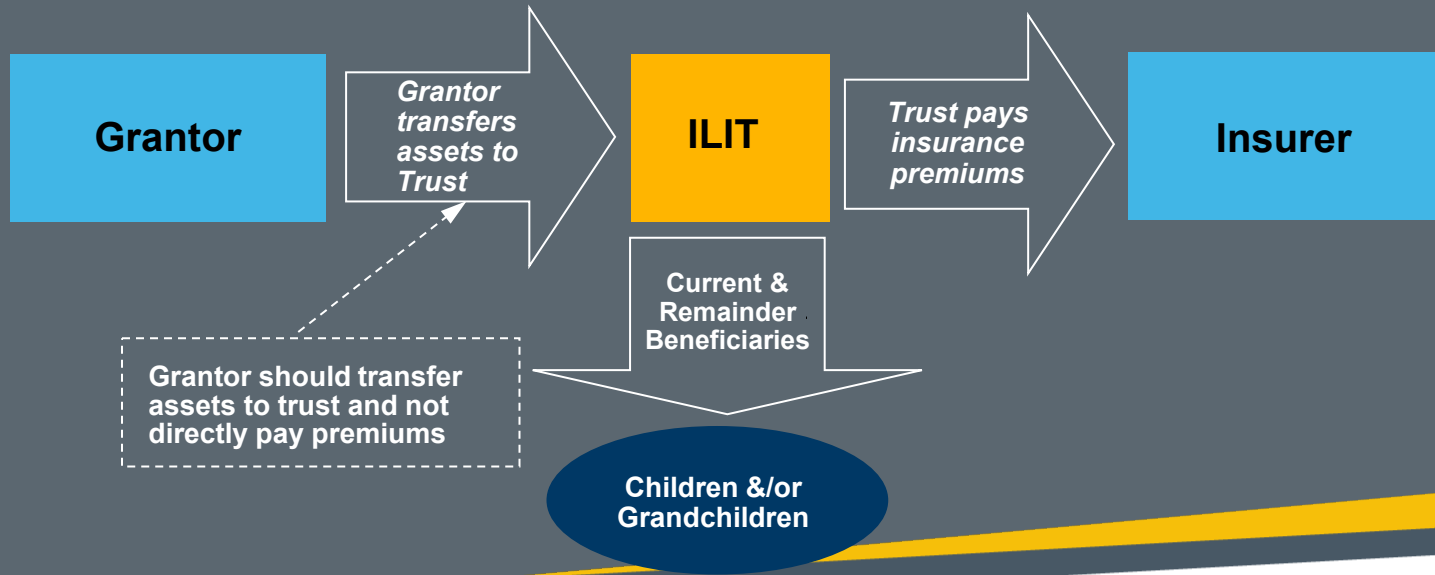 Grantor
Grantor
transfers
assets to
Trust
ILIT
Trust pays
insurance
premiums
Insurer
Current &
Remainder
Beneficiaries
Grantor should transfer
assets to trust and not
directly pay premiums
Children &/or
Grandchildren